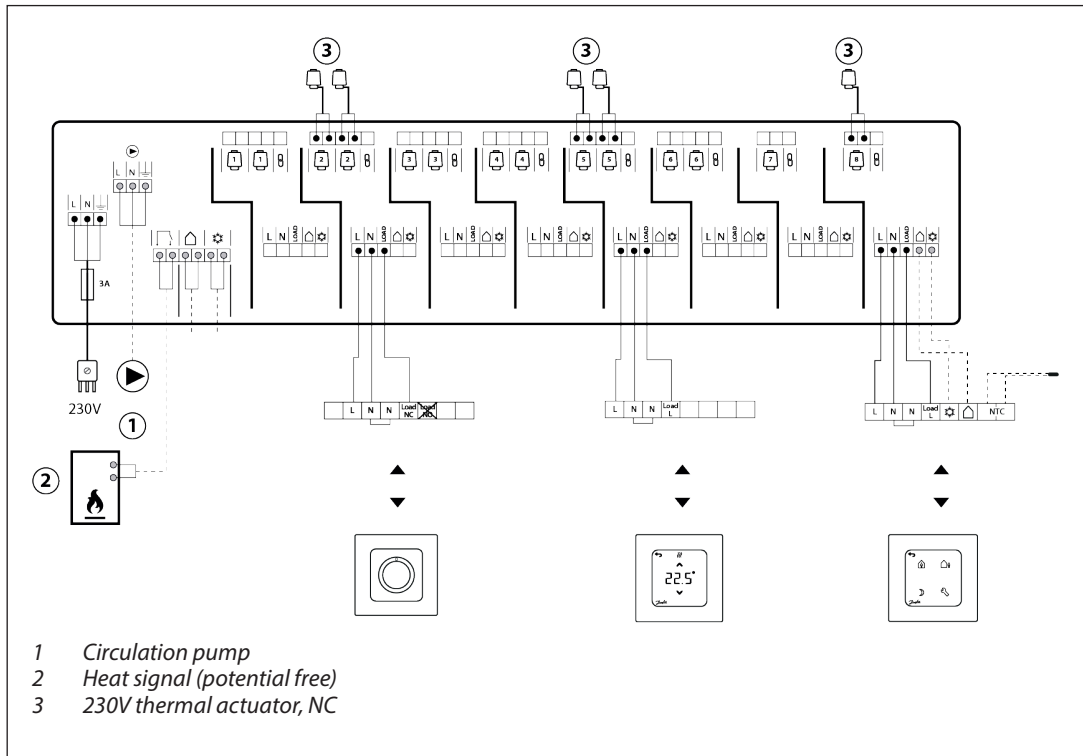 3 3 3
1 1 2 2 3 3 4 4 5 5 6 6 7 8
L N
L N
L N LOAD L N LOAD L N LOAD L N LOAD L N LOAD L N LOAD L N LOAD L N LOAD
3A
230V
1
2
L N N Load NC Load NO
L N N Load L
L N N Load L NTC
22.5°
Danfoss
Danfoss
1 Circulation pump
2 Heat signal (potential free)
3 230V thermal actuator, NC